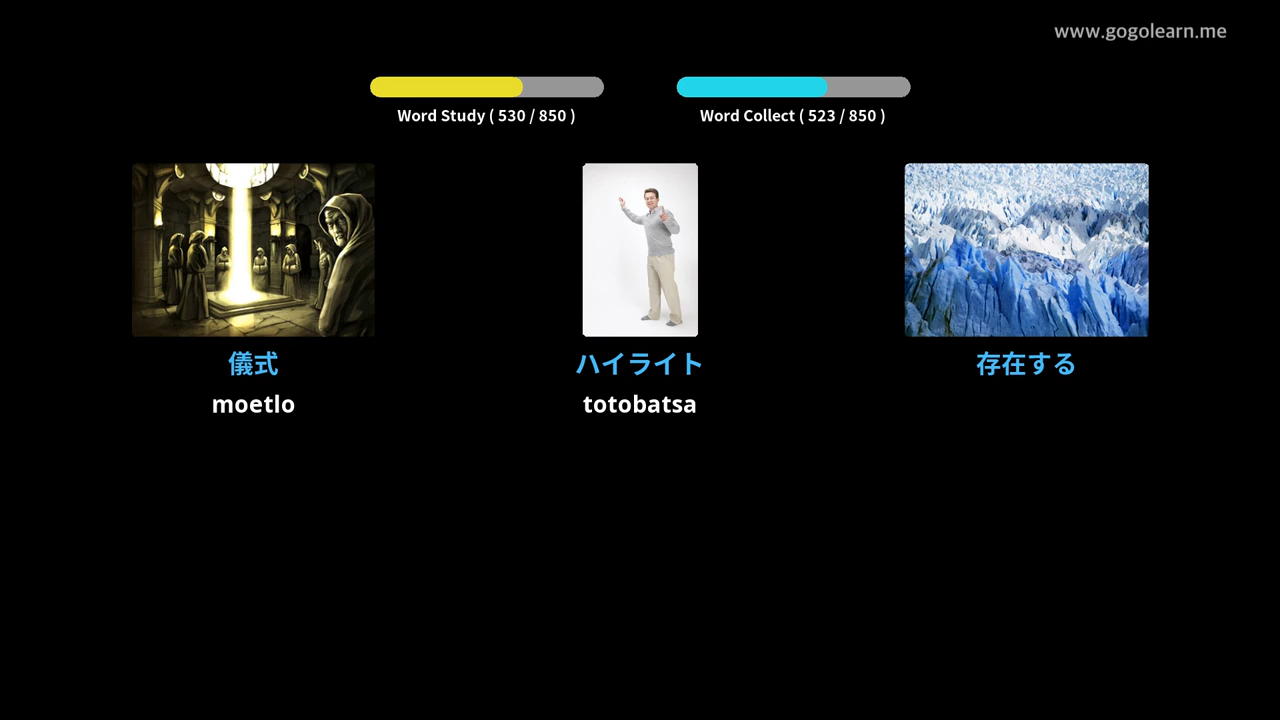 www.gogolearn.me
Word Study ( 530 / 850 )
Word Collect ( 523 / 850 )
儀式
ハイライト
存在する
moetlo
totobatsa